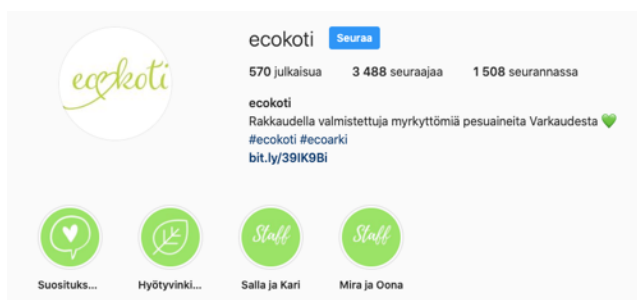 ecokoti
ecokoti Seuraa
570 julkaisua 3 488 seuraajaa 1 508 seurannassa
ecokoti
Rakkaudella valmistettuja myrkyttömiä pesuaineita Varkaudesta 💚
#ecokoti #ecoarki
bit.ly/39IK9Bi
Staff Staff
Suosituks... Hyötyvinki... Salla ja Kari Mira ja Oona